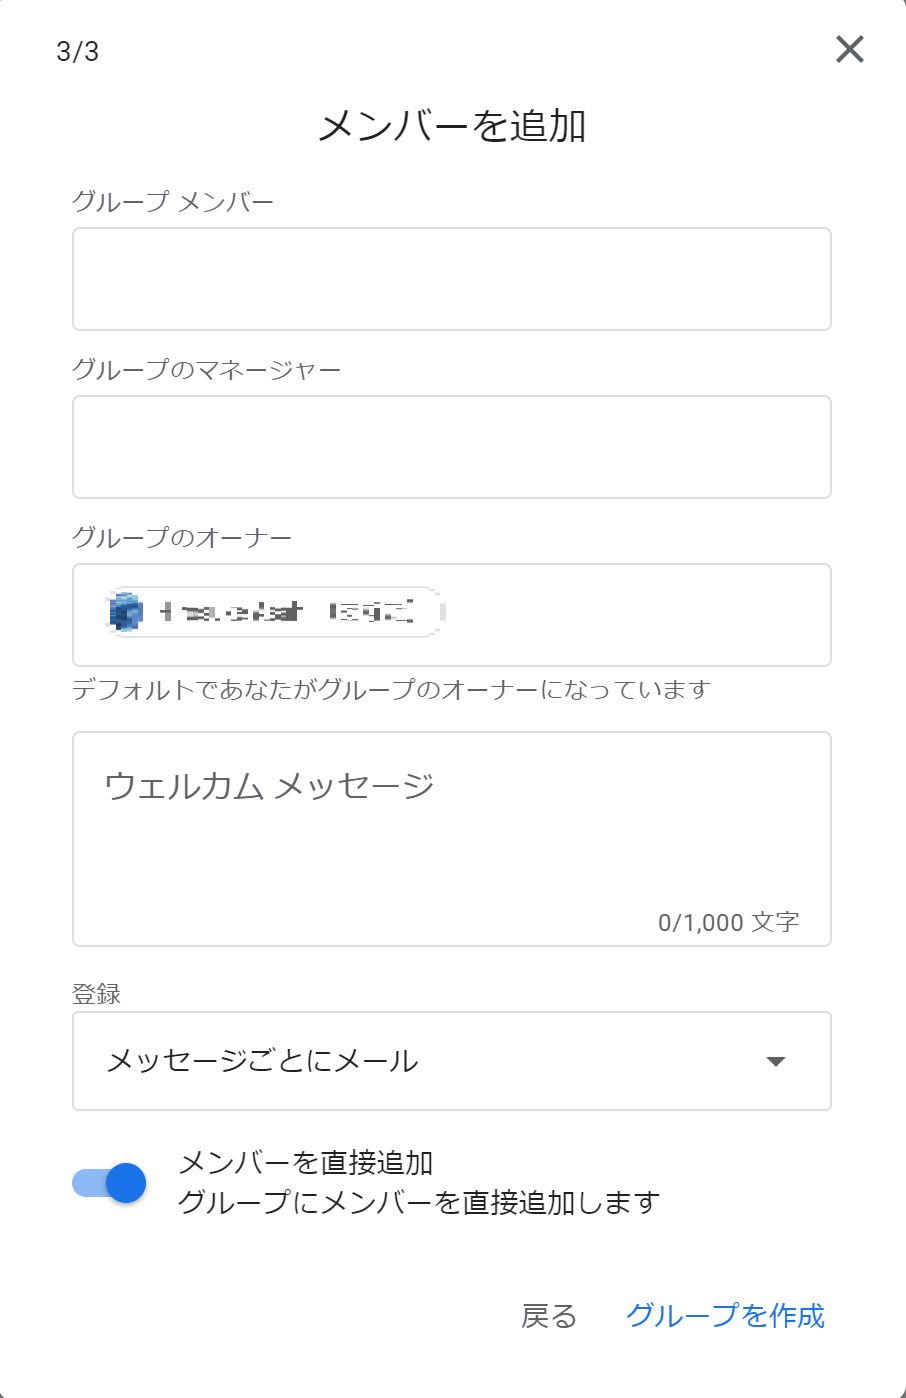 3/3
メンバーを追加
グループ メンバー
グループのマネージャー
グループのオーナー
デフォルトであなたがグループのオーナーになっています
ウェルカム メッセージ
0/1,000 文字
登録
メッセージごとにメール
メンバーを直接追加
グループにメンバーを直接追加します
戻る グループを作成